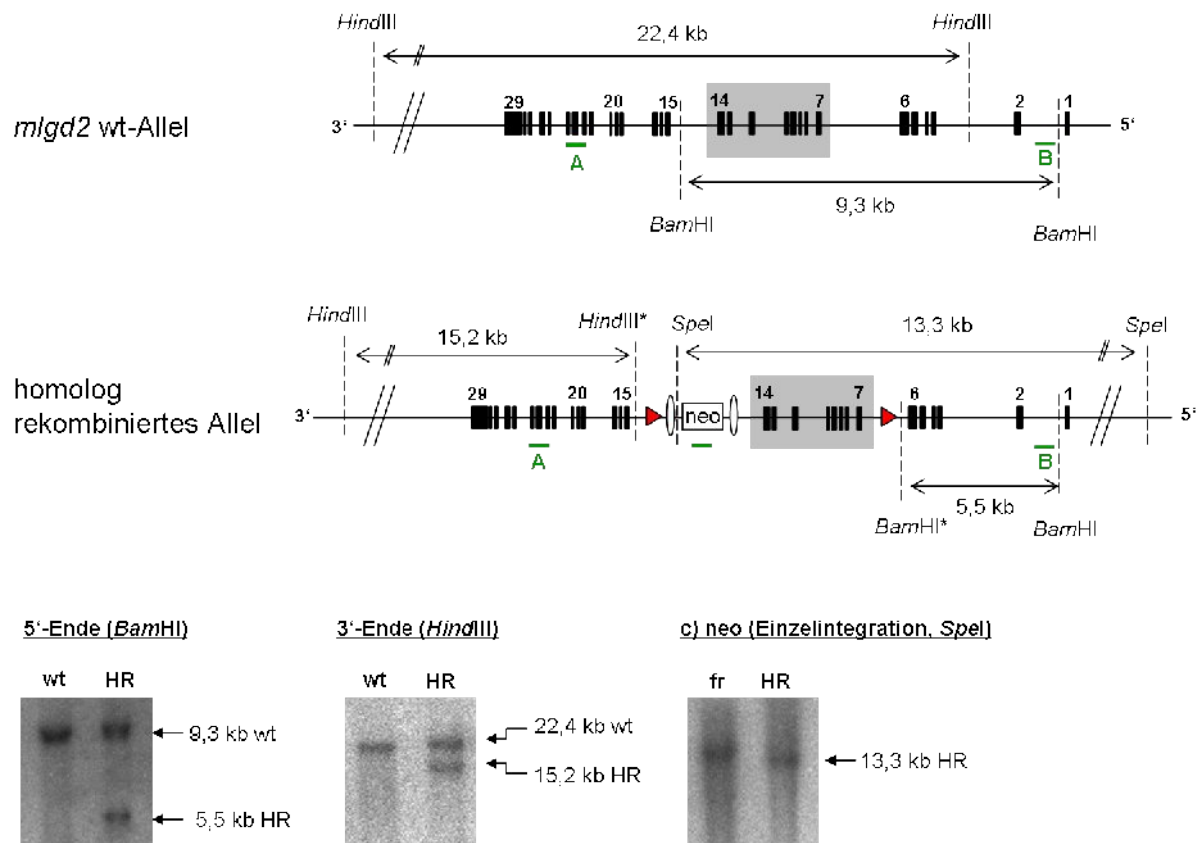 HindIII HindIII
22,4 kb
29 20 15 14 7 6 2 1
mlgd2 wt-Allel 3‘ 5‘
A B
9,3 kb
BamHI BamHI
HindIII HindIII* SpeI SpeI
15,2 kb 13,3 kb
homolog
rekombiniertes Allel
29 20 15 14 7 6 2 1
3‘ neo 5‘
A B
5,5 kb
BamHI* BamHI
5‘-Ende (BamHI)
wt HR
9,3 kb wt
5,5 kb HR
3‘-Ende (HindIII)
wt HR
22,4 kb wt
15,2 kb HR
c) neo (Einzelintegration, SpeI)
fr HR
13,3 kb HR